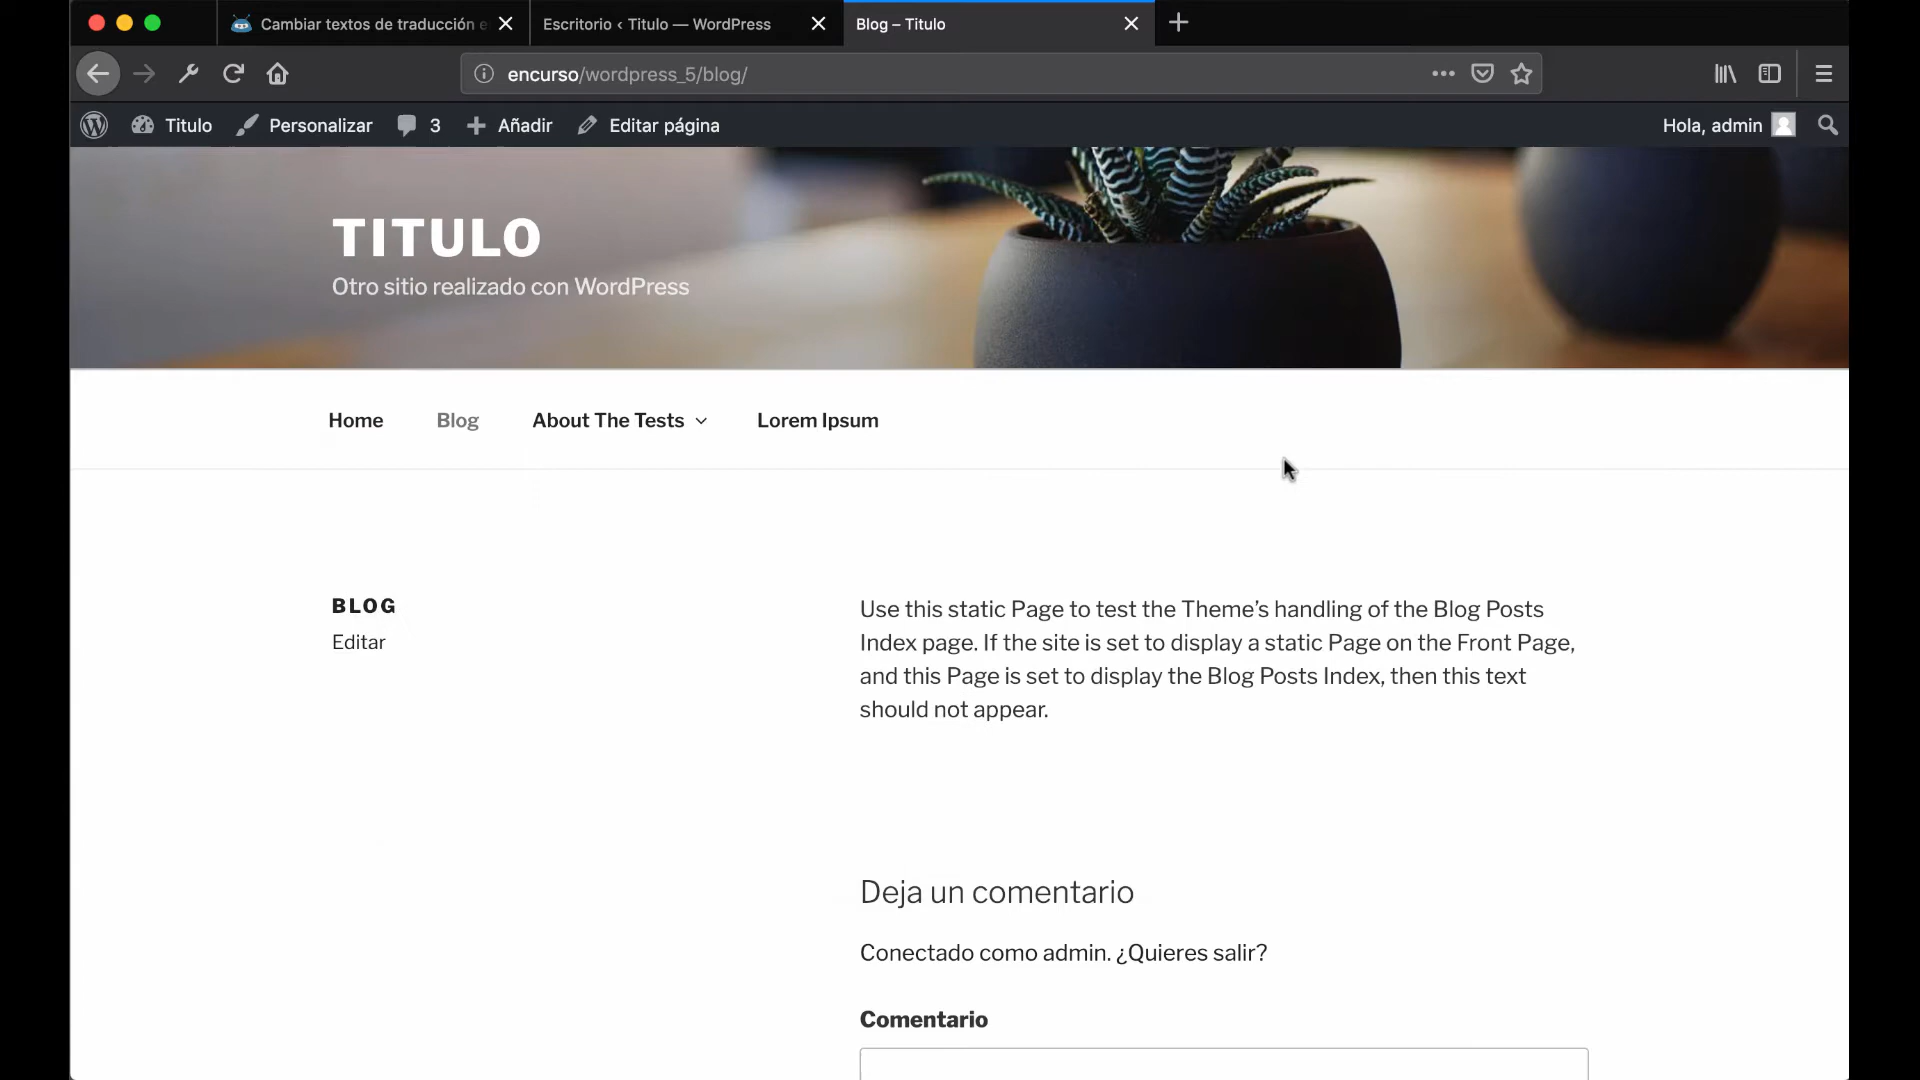 Cambiar textos de traducción e
Escritorio ‹ Titulo — WordPress
Blog – Titulo
encurso/wordpress_5/blog/
Titulo
Personalizar
3
Añadir
Editar página
Hola, admin
TITULO
Otro sitio realizado con WordPress
Home
Blog
About The Tests
Lorem Ipsum
BLOG
Editar
Use this static Page to test the Theme’s handling of the Blog Posts
Index page. If the site is set to display a static Page on the Front Page,
and this Page is set to display the Blog Posts Index, then this text
should not appear.
Deja un comentario
Conectado como admin. ¿Quieres salir?
Comentario